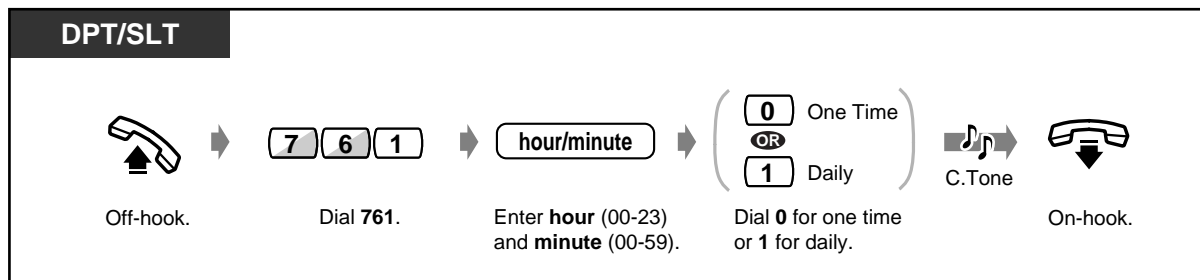 DPT/SLT
7 6 1
hour/minute
0 One Time
OR
1 Daily
C.Tone
Off-hook.
Dial 761.
Enter hour (00-23)
and minute (00-59).
Dial 0 for one time
or 1 for daily.
On-hook.